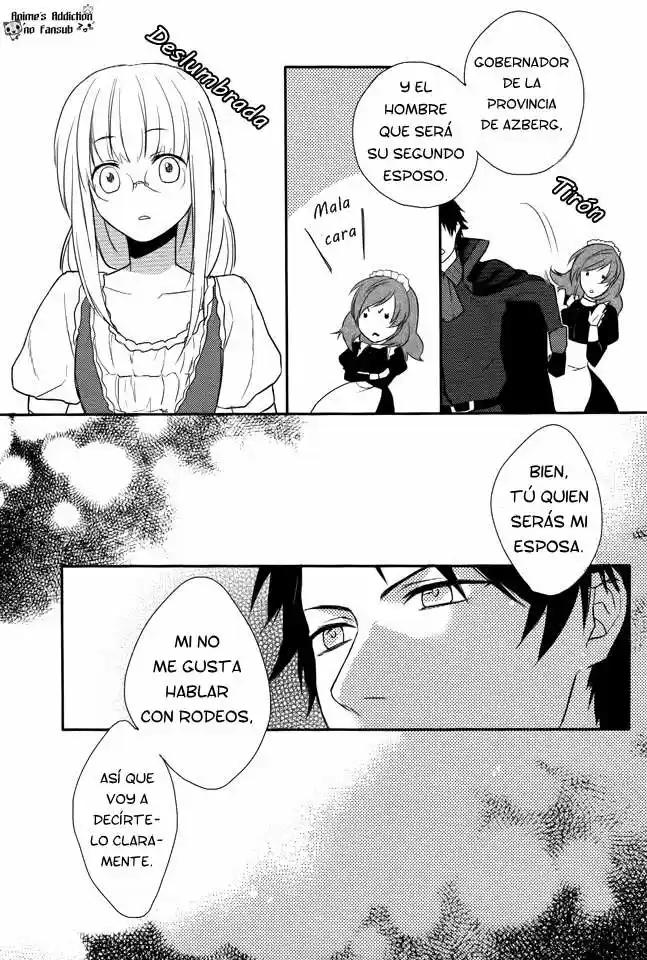 Anime's Addiction
no Fansub
GOBERNADOR
DE LA
PROVINCIA
DE AZBERG,
Y EL
HOMBRE
QUE SERÁ
SU SEGUNDO
ESPOSO.
Tirón
Mala
cara
Deslumbrada
BIEN,
TÚ QUIEN
SERÁS MI
ESPOSA.
MI NO
ME GUSTA
HABLAR
CON RODEOS,
ASÍ QUE
VOY A
DECÍRTE-
LO CLARA-
MENTE.